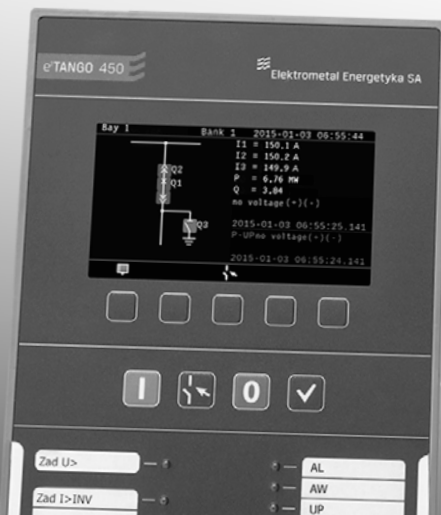 e²TANGO 450
Elektrometal Energetyka SA
Bay 1 Bank 1 2015-01-03 06:55:44
I1 = 150.1 A
I2 = 150.2 A
I3 = 149.9 A
P = 6.76 MW
Q = 3.84
no voltage(+)(-)
Q2
Q1
Q3
2015-01-03 06:55:25.141
P-UPno voltage(+)(-)
2015-01-03 06:55:24.141
I
0
Zad U>
Zad I>INV
AL
AW
UP